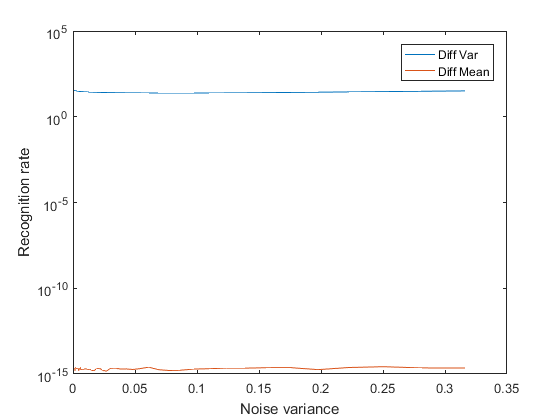 10^5
Diff Var
Diff Mean
10^0
Recognition rate
10^-5
10^-10
10^-15
0 0.05 0.1 0.15 0.2 0.25 0.3 0.35
Noise variance